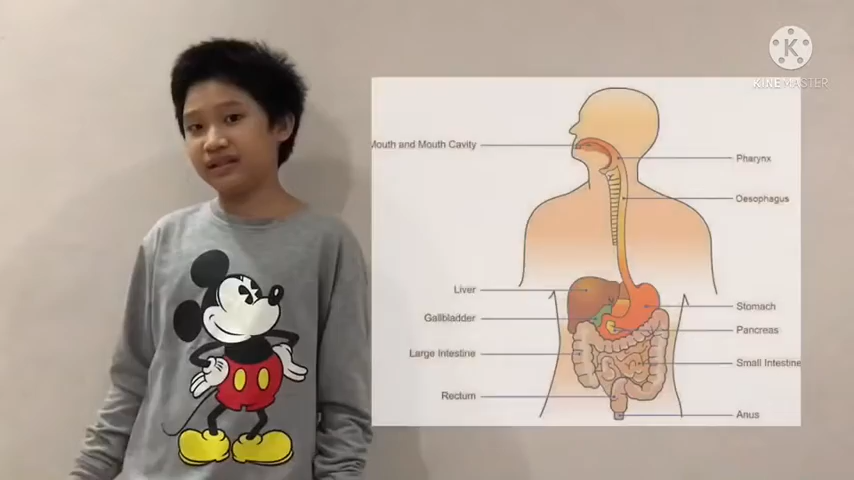 K
KINEMASTER
Mouth and Mouth Cavity
Pharynx
Oesophagus
Liver
Stomach
Gallbladder
Pancreas
Large Intestine
Small Intestine
Rectum
Anus